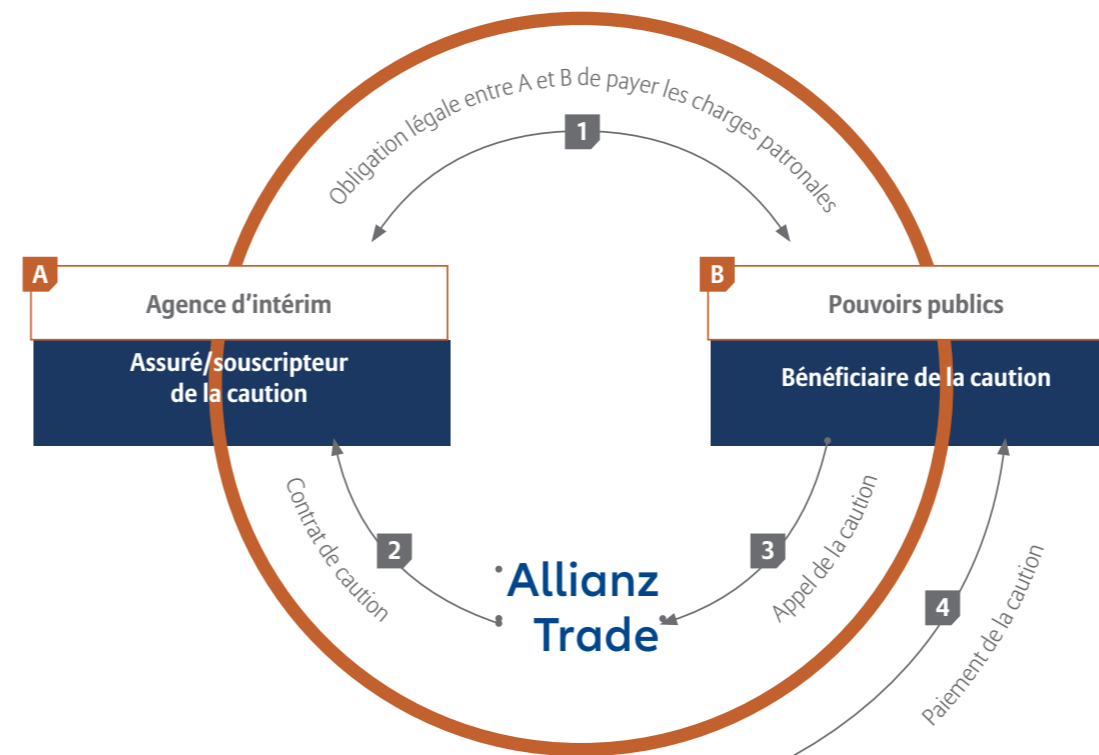 Obligation légale entre A et B de payer les charges patronales
1
A
Agence d’intérim
Assuré/souscripteur
de la caution
B
Pouvoirs publics
Bénéficiaire de la caution
Contrat de caution
2
Allianz
Trade
3
Appel de la caution
4
Paiement de la caution